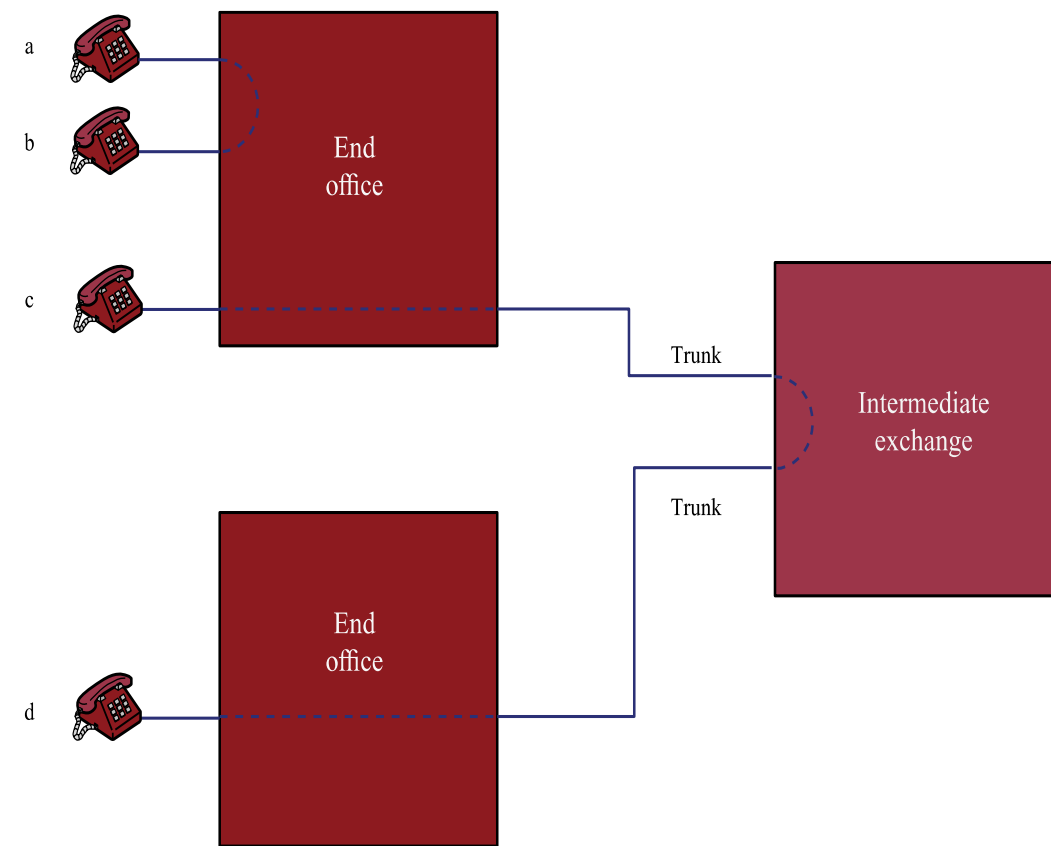 a
b
End
office
c
Trunk
Intermediate
exchange
Trunk
End
office
d